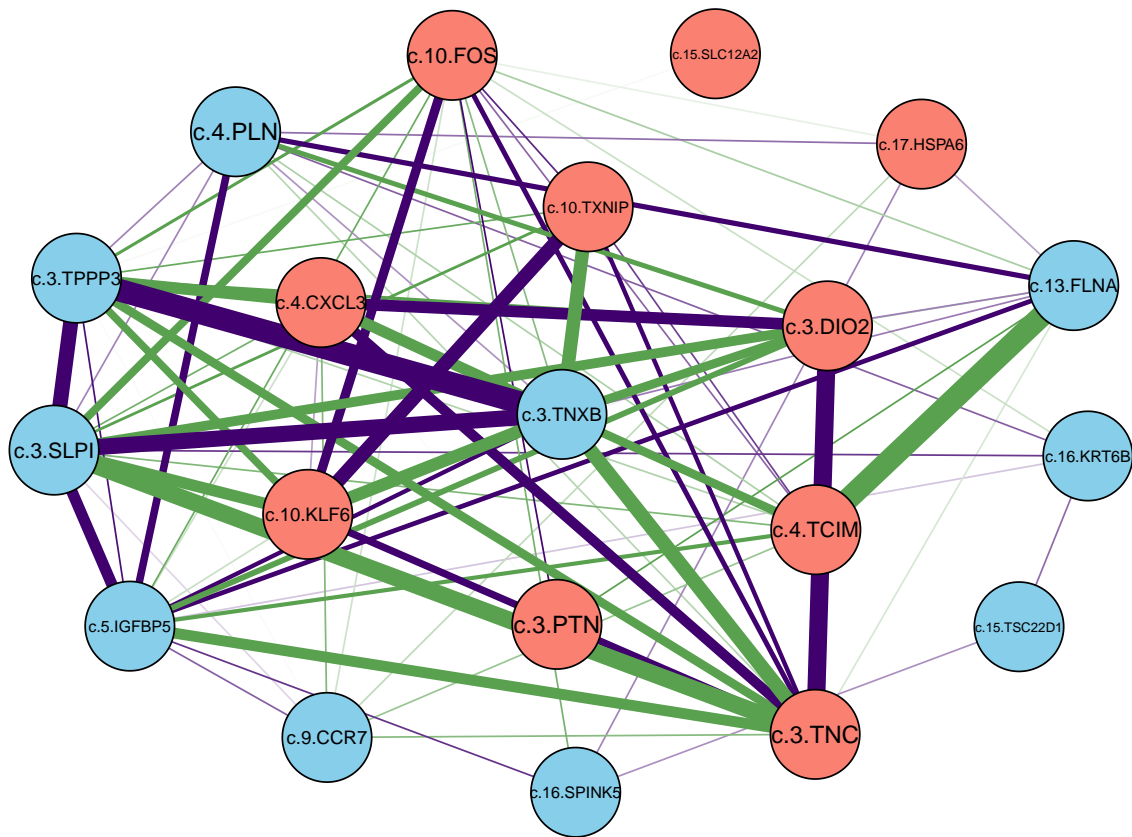 c.10.FOS
c.15.SLC12A2
c.4.PLN
c.17.HSPA6
c.10.TXNIP
c.3.TPPP3
c.13.FLNA
c.4.CXCL3
c.3.DIO2
c.3.TNXB
c.3.SLPI
c.16.KRT6B
c.10.KLF6
c.4.TCIM
c.5.IGFBP5
c.3.PTN
c.15.TSC22D1
c.9.CCR7
c.3.TNC
c.16.SPINK5